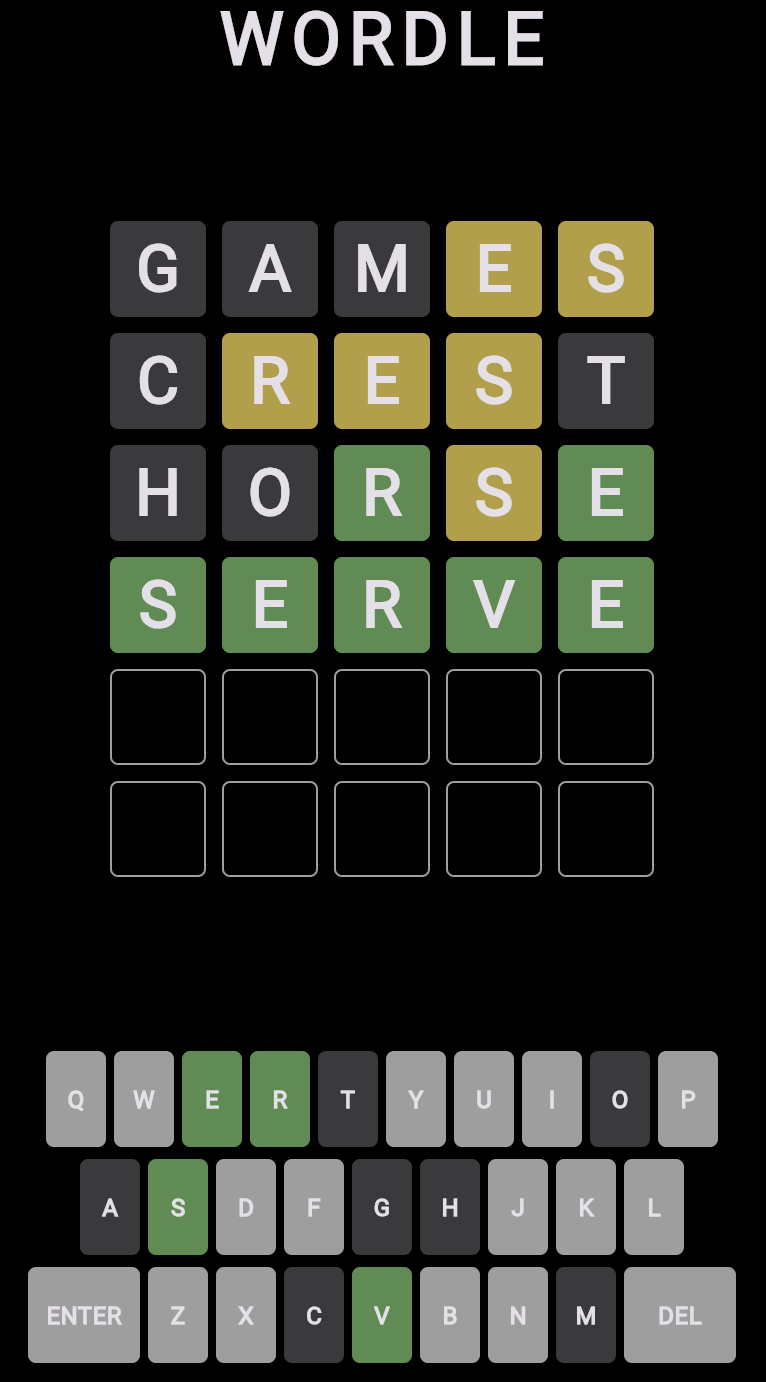 WORDLE
G A M E S
C R E S T
H O R S E
S E R V E
Q W E R T Y U I O P
A S D F G H J K L
ENTER Z X C V B N M DEL